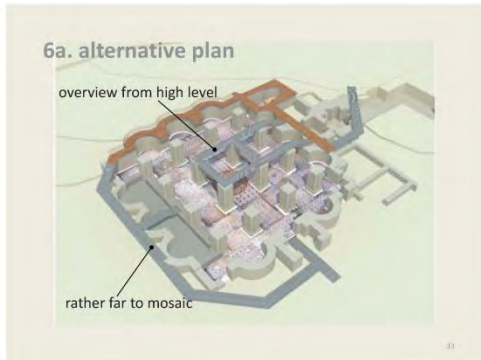 6a. alternative plan
overview from high level
rather far to mosaic
33